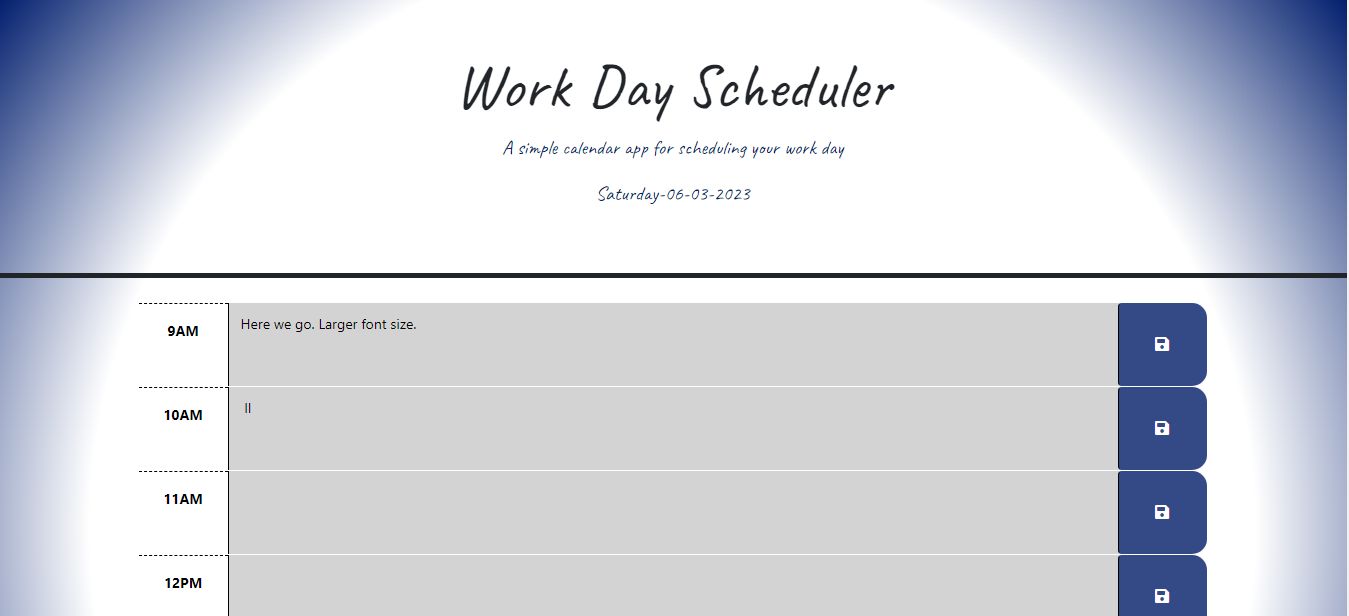 Work Day Scheduler
A simple calendar app for scheduling your work day
Saturday-06-03-2023
9AM
Here we go. Larger font size.
10AM
ll
11AM
12PM